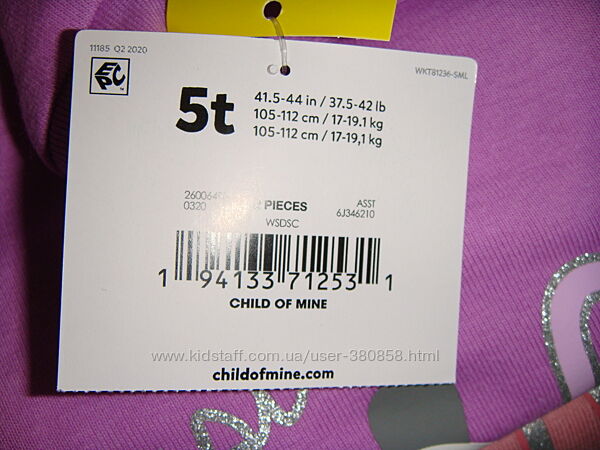 11185 Q2 2020
WKT81236-SML
EPC
5t
41.5-44 in / 37.5-42 lb
105-112 cm / 17-19.1 kg
105-112 cm / 17-19,1 kg
PIECES
ASST
0320
6J346210
WSDSC
1 94133 71253 1
CHILD OF MINE
www.kidstaff.com.ua/user-380858.html
childofmine.com